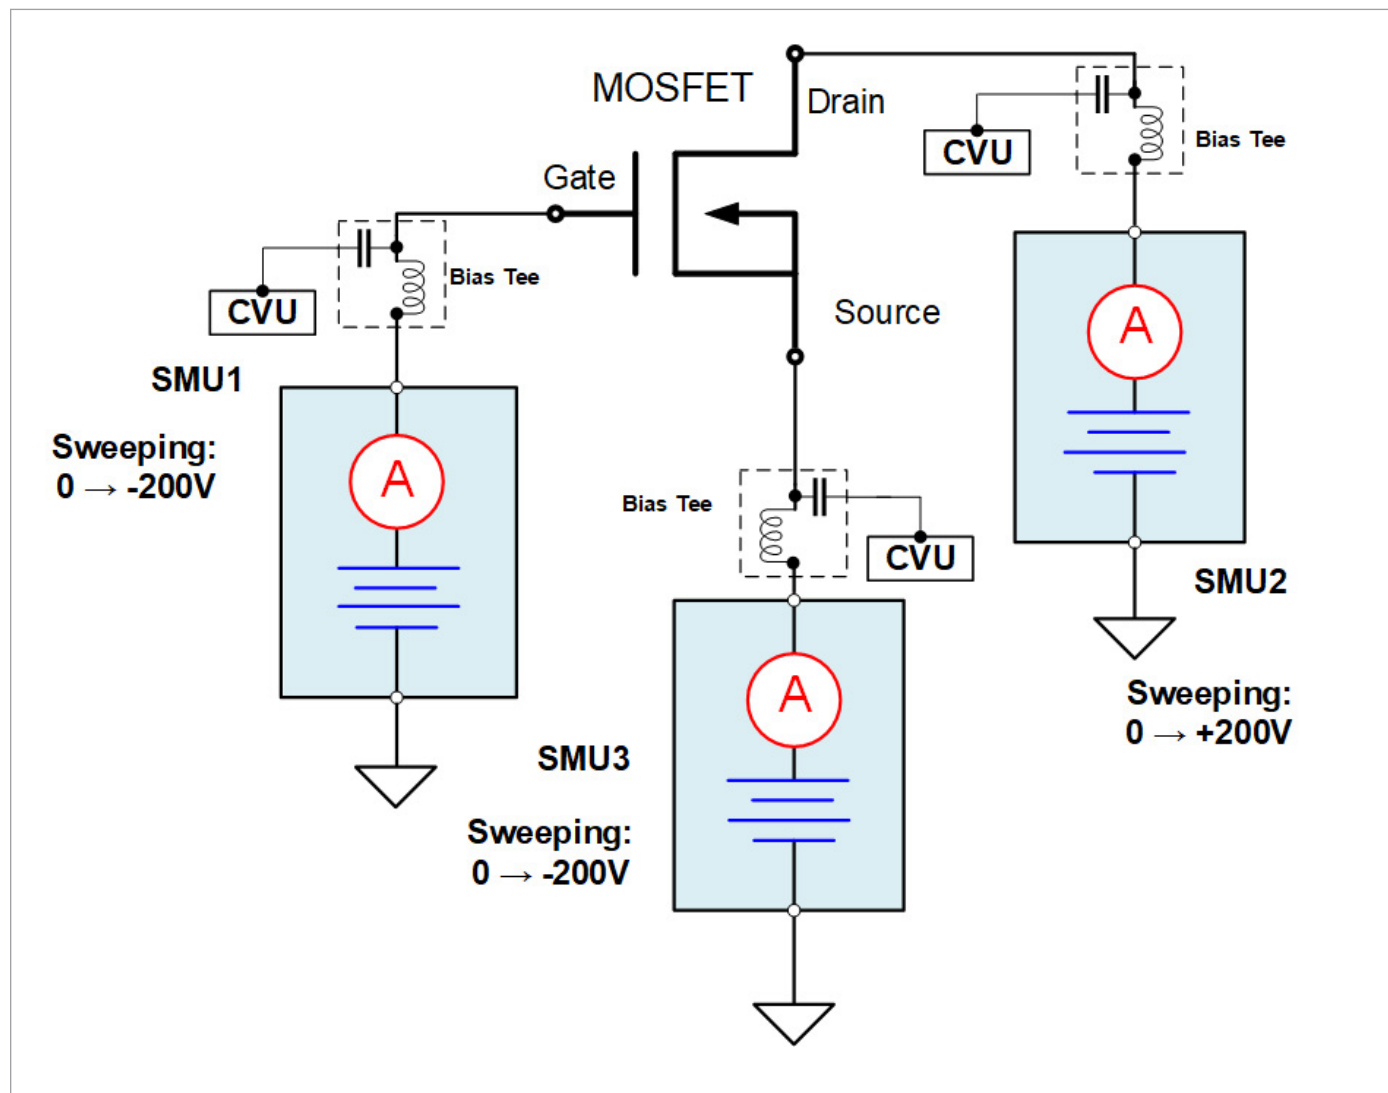 MOSFET
Drain
CVU
Bias Tee
Gate
Bias Tee
CVU
Source
A
SMU1
Sweeping:
0 → -200V
A
Bias Tee
CVU
SMU2
A
Sweeping:
0 → +200V
SMU3
Sweeping:
0 → -200V